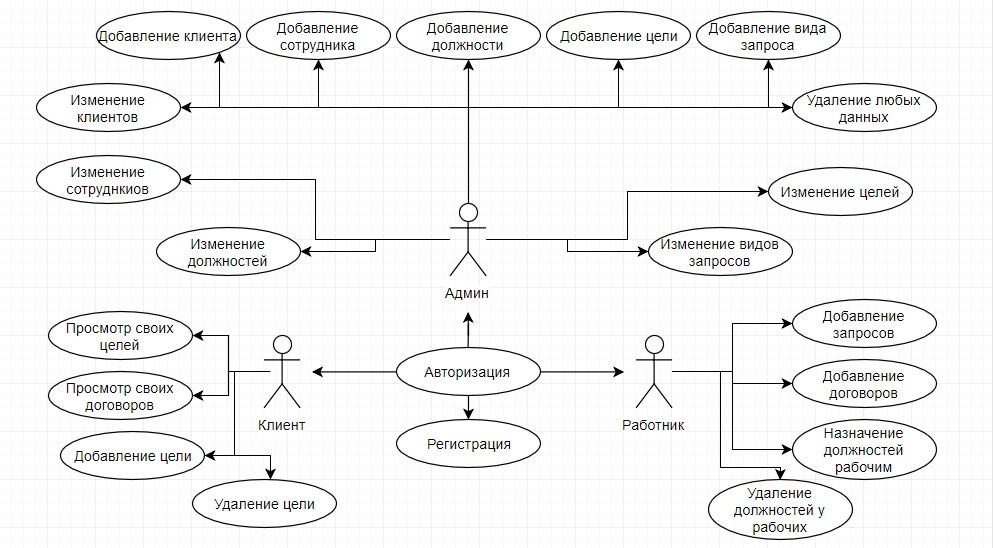 Добавление клиента
Добавление
сотрудника
Добавление
должности
Добавление цели
Добавление вида
запроса
Изменение
клиентов
Удаление любых
данных
Изменение
сотруднкиов
Изменение целей
Изменение
должностей
Изменение видов
запросов
Админ
Просмотр своих
целей
Добавление
запросов
Авторизация
Просмотр своих
договоров
Добавление
договоров
Клиент
Работник
Регистрация
Добавление цели
Назначение
должностей
рабочим
Удаление цели
Удаление
должностей у
рабочих